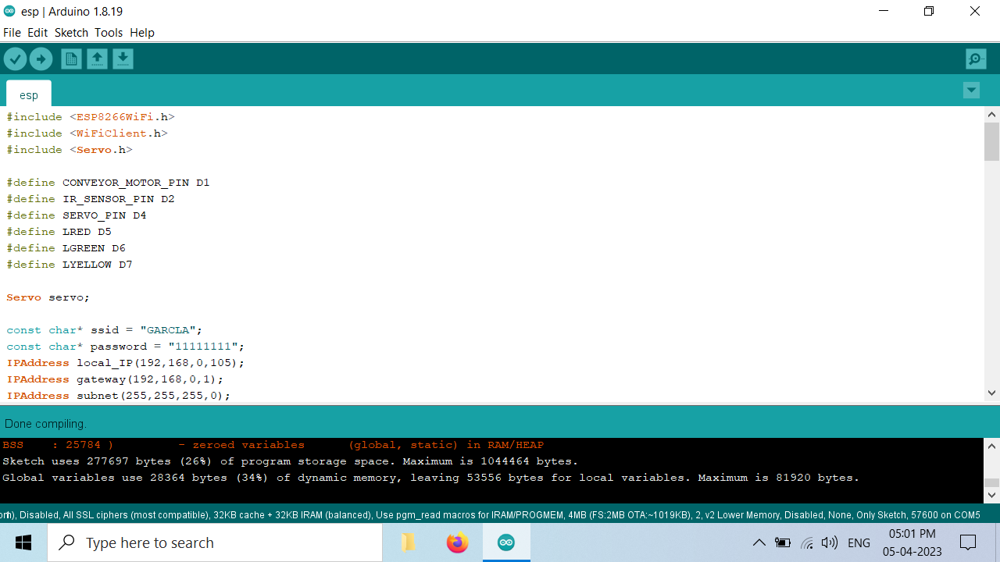 esp | Arduino 1.8.19
File Edit Sketch Tools Help
esp
#include <ESP8266WiFi.h>
#include <WiFiClient.h>
#include <Servo.h>
#define CONVEYOR_MOTOR_PIN D1
#define IR_SENSOR_PIN D2
#define SERVO_PIN D4
#define LRED D5
#define LGREEN D6
#define LYELLOW D7
Servo servo;
const char* ssid = "GARCLA";
const char* password = "11111111";
IPAddress local_IP(192,168,0,105);
IPAddress gateway(192,168,0,1);
IPAddress subnet(255,255,255,0);
Done compiling.
BSS    : 25784 )         - zeroed variables      (global, static) in RAM/HEAP
Sketch uses 277697 bytes (26%) of program storage space. Maximum is 1044464 bytes.
Global variables use 28364 bytes (34%) of dynamic memory, leaving 53556 bytes for local variables. Maximum is 81920 bytes.
Disabled, All SSL ciphers (most compatible), 32KB cache + 32KB IRAM (balanced), Use pgm_read macros for IRAM/PROGMEM, 4MB (FS:2MB OTA:~1019KB), 2, v2 Lower Memory, Disabled, None, Only Sketch, 57600 on COM5
Type here to search
ENG
05:01 PM
05-04-2023